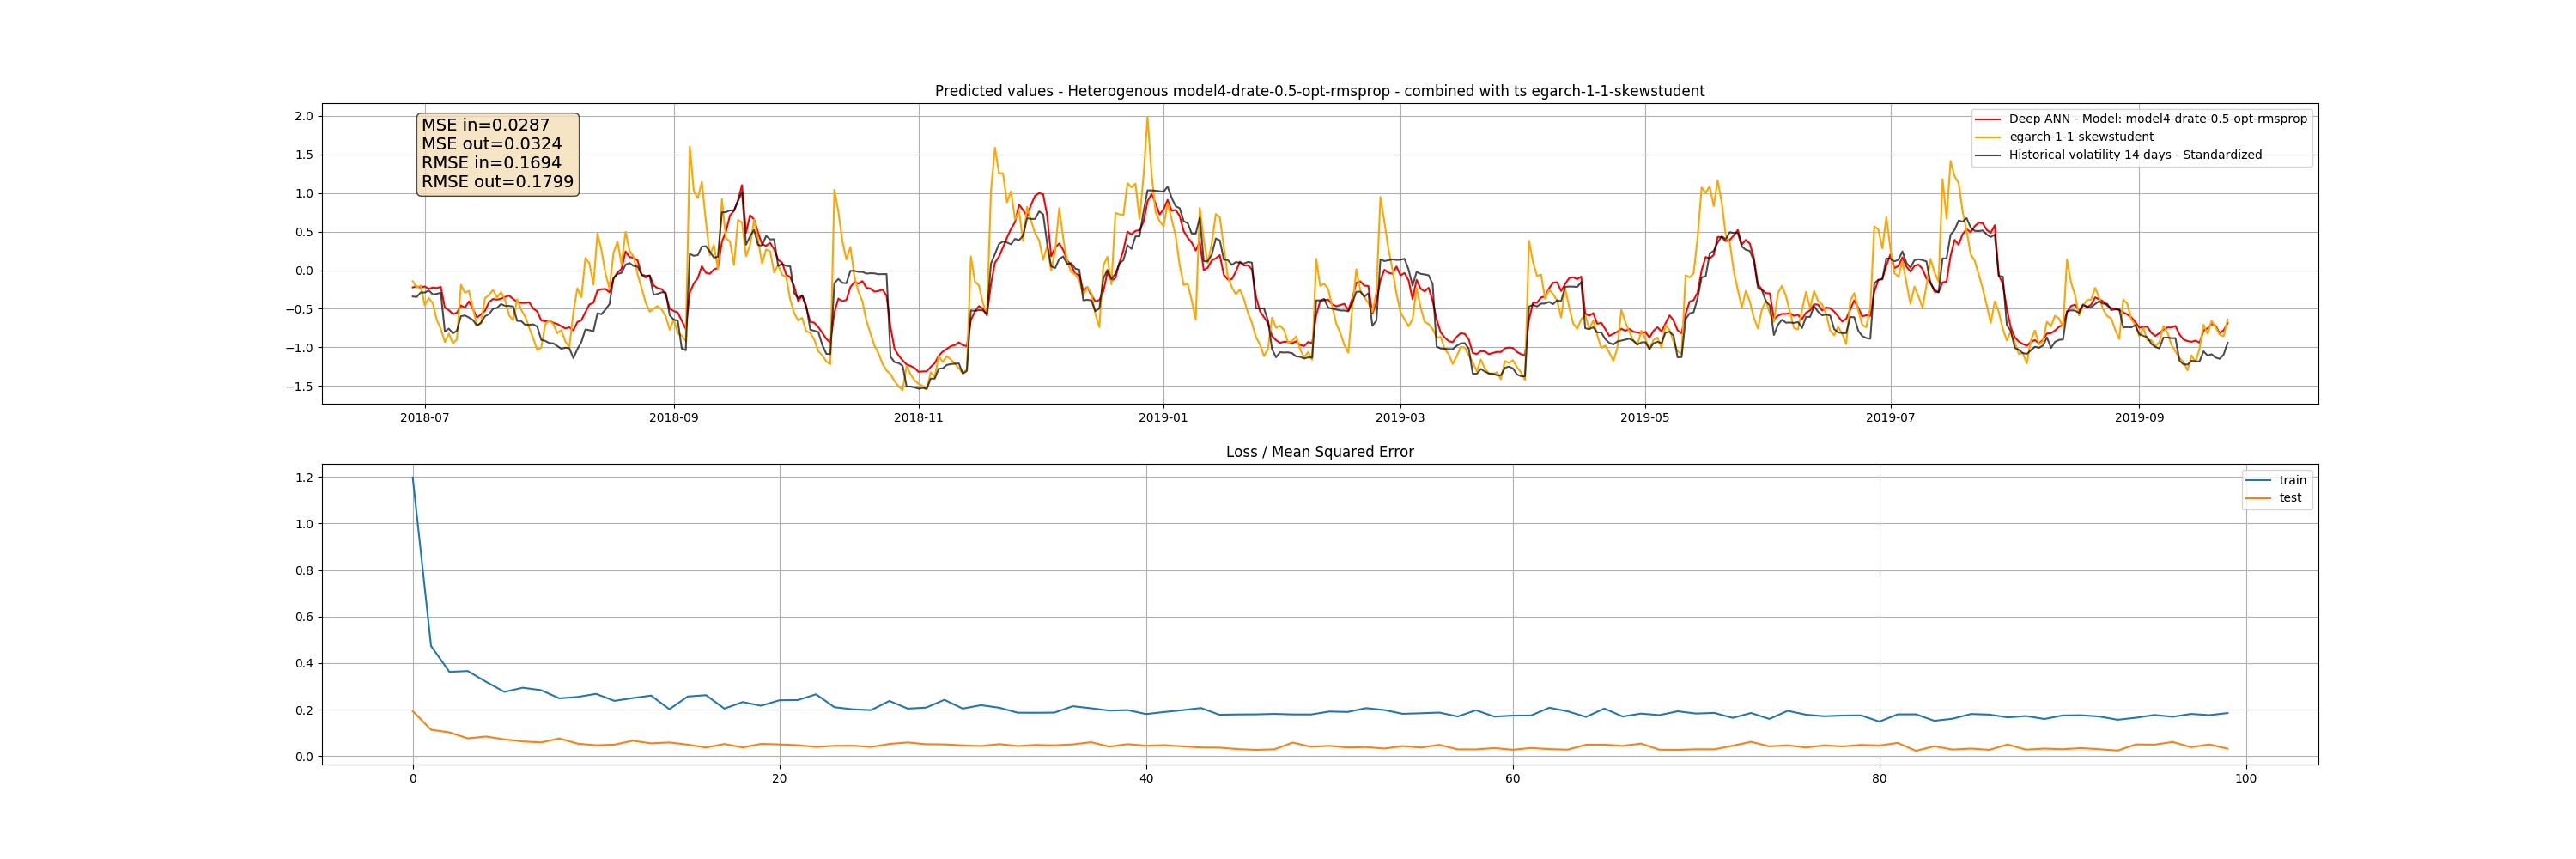 Predicted values - Heterogenous model4-drate-0.5-opt-rmsprop - combined with ts egarch-1-1-skewstudent
2.0
1.5
1.0
0.5
0.0
−0.5
−1.0
−1.5
MSE in=0.0287
MSE out=0.0324
RMSE in=0.1694
RMSE out=0.1799
Deep ANN - Model: model4-drate-0.5-opt-rmsprop
egarch-1-1-skewstudent
Historical volatility 14 days - Standardized
2018-07 2018-09 2018-11 2019-01 2019-03 2019-05 2019-07 2019-09
Loss / Mean Squared Error
1.2
1.0
0.8
0.6
0.4
0.2
0.0
train
test
0 20 40 60 80 100